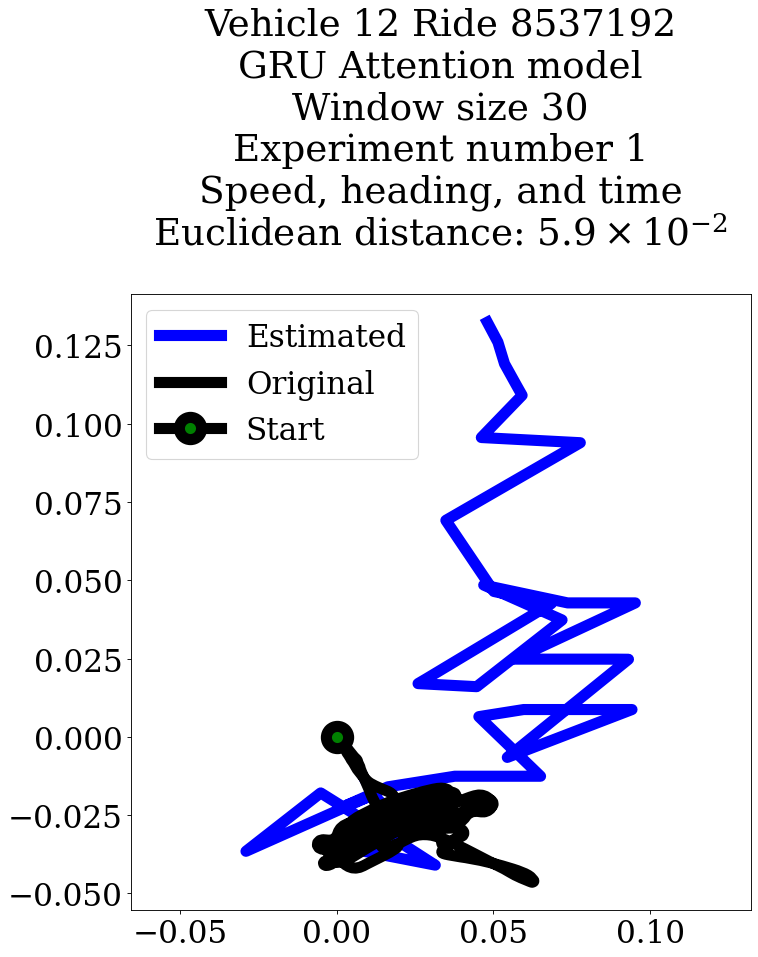 Vehicle 12 Ride 8537192
GRU Attention model
Window size 30
Experiment number 1
Speed, heading, and time
Euclidean distance: 5.9 × 10⁻²
Estimated
Original
Start
0.125
0.100
0.075
0.050
0.025
0.000
−0.025
−0.050
−0.05 0.00 0.05 0.10